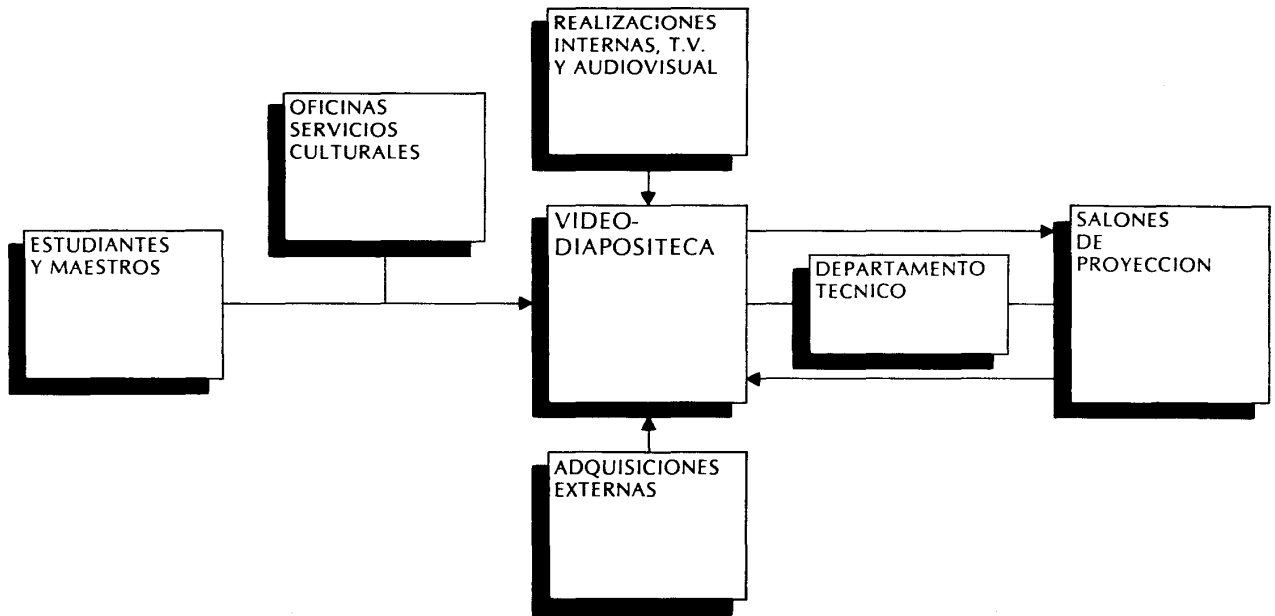 REALIZACIONES
INTERNAS, T.V.
Y AUDIOVISUAL
OFICINAS
SERVICIOS
CULTURALES
ESTUDIANTES
Y MAESTROS
VIDEO-
DIAPOSITECA
SALONES
DE
PROYECCION
DEPARTAMENTO
TECNICO
ADQUISICIONES
EXTERNAS